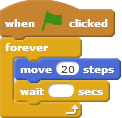 when clicked
forever
move 20 steps
wait secs